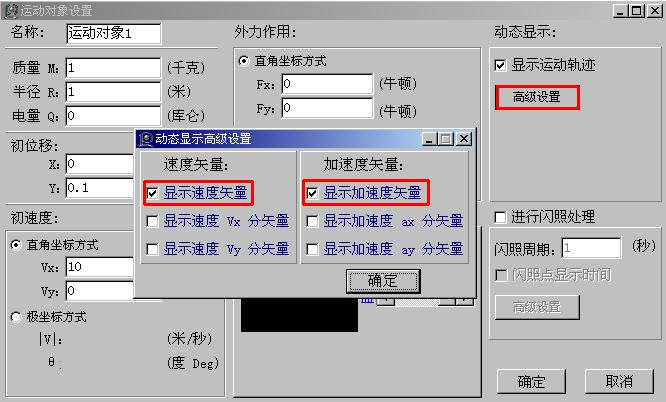 运动对象设置
名称: 运动对象1
质量 M: 1 (千克)
半径 R: 1 (米)
电量 Q: 0 (库仑)
初位移:
X: 0
Y: 0.1
初速度:
直角坐标方式
Vx: 10
Vy: 0
极坐标方式
|V|: (米/秒)
θ: (度 Deg)
外力作用:
直角坐标方式
Fx: 0 (牛顿)
Fy: 0 (牛顿)
动态显示高级设置
速度矢量:
显示速度矢量
显示速度 Vx 分矢量
显示速度 Vy 分矢量
加速度矢量:
显示加速度矢量
显示加速度 ax 分矢量
显示加速度 ay 分矢量
确定
动态显示:
显示运动轨迹
高级设置
进行闪照处理
闪照周期: 1 (秒)
闪照点显示时间
高级设置
确定 取消